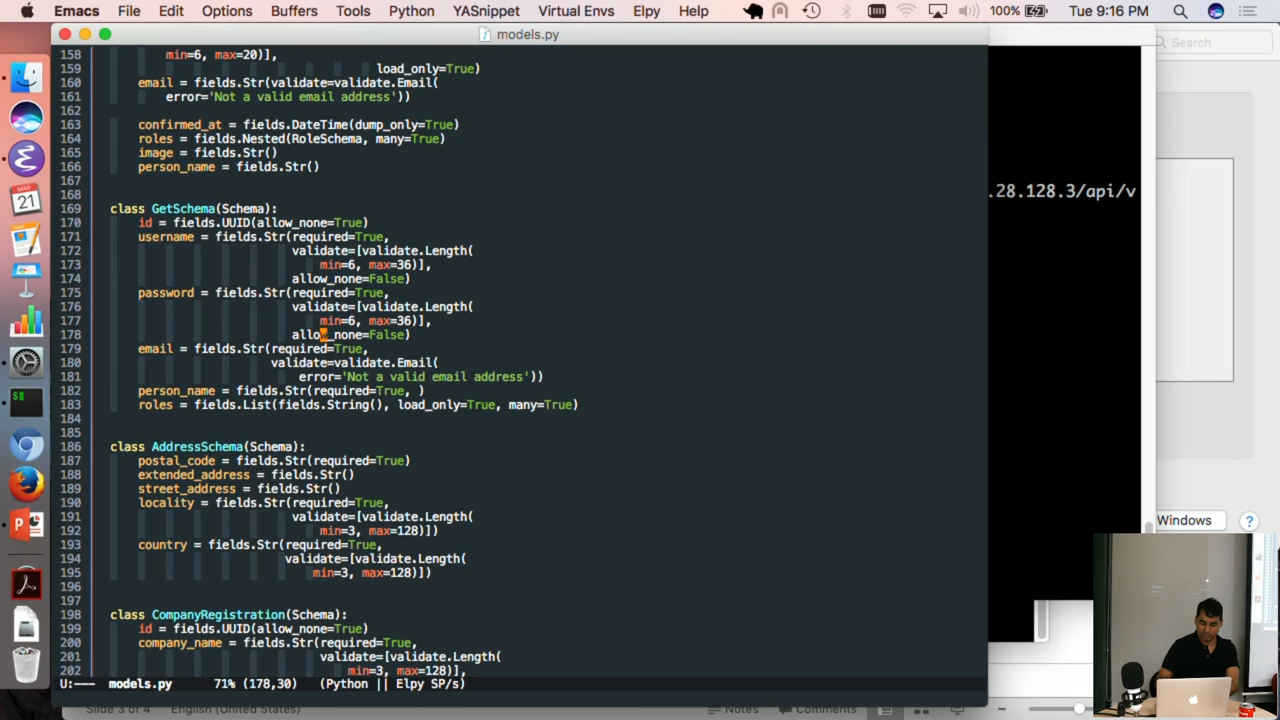 Emacs File Edit Options Buffers Tools Python YASnippet Virtual Envs Elpy Help 100% Tue 9:16 PM
models.py
Search
158 min=6, max=20)],
159 load_only=True)
160 email = fields.Str(validate=validate.Email(
161 error='Not a valid email address'))
162
163 confirmed_at = fields.DateTime(dump_only=True)
164 roles = fields.Nested(RoleSchema, many=True)
165 image = fields.Str()
166 person_name = fields.Str()
167
168
169 class GetSchema(Schema):
170 id = fields.UUID(allow_none=True)
171 username = fields.Str(required=True,
172 validate=[validate.Length(
173 min=6, max=36)],
174 allow_none=False)
175 password = fields.Str(required=True,
176 validate=[validate.Length(
177 min=6, max=36)],
178 allow_none=False)
179 email = fields.Str(required=True,
180 validate=validate.Email(
181 error='Not a valid email address'))
182 person_name = fields.Str(required=True, )
183 roles = fields.List(fields.String(), load_only=True, many=True)
184
185
186 class AddressSchema(Schema):
187 postal_code = fields.Str(required=True)
188 extended_address = fields.Str()
189 street_address = fields.Str()
190 locality = fields.Str(required=True,
191 validate=[validate.Length(
192 min=3, max=128)])
193 country = fields.Str(required=True,
194 validate=[validate.Length(
195 min=3, max=128)])
196
197
198 class CompanyRegistration(Schema):
199 id = fields.UUID(allow_none=True)
200 company_name = fields.Str(required=True,
201 validate=[validate.Length(
202 min=3, max=128)],
U:--- models.py 71% (178,30) (Python || Elpy SP/s)
.28.128.3/api/v
Windows ?
MAR
21
$
P
Slide 3 of 4 English (United States) Notes Comments